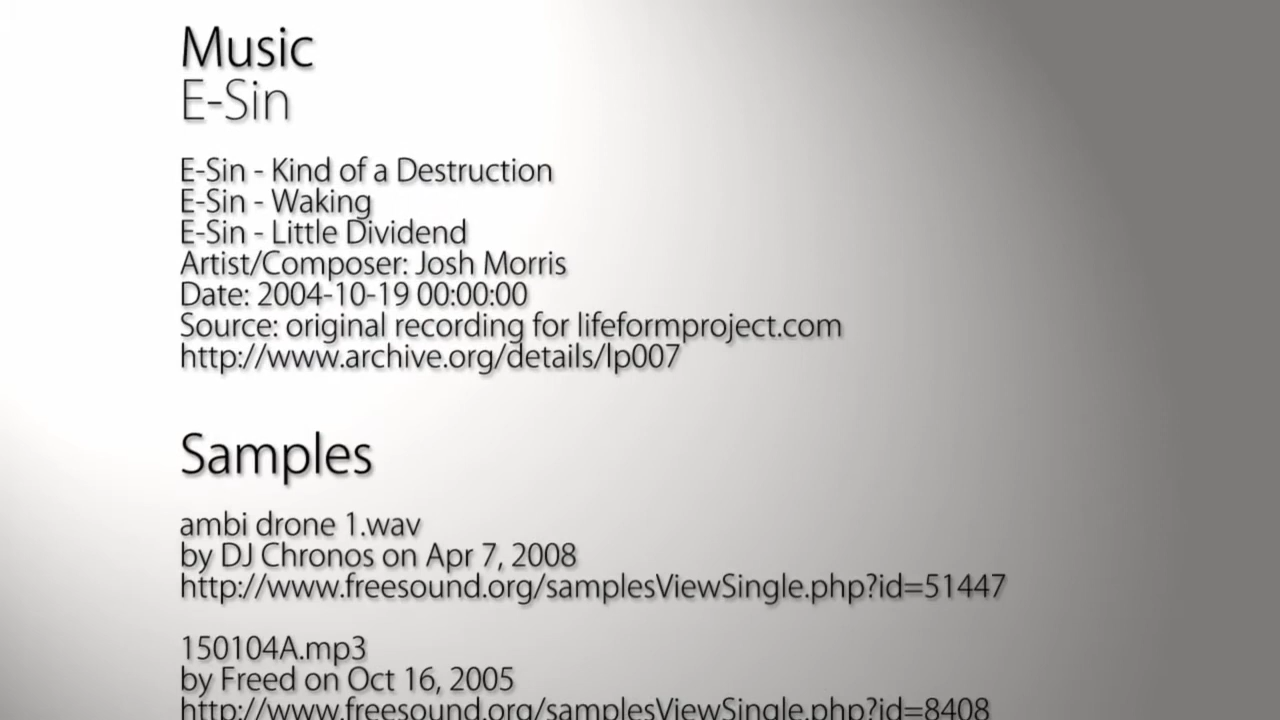 Music
E-Sin
E-Sin - Kind of a Destruction
E-Sin - Waking
E-Sin - Little Dividend
Artist/Composer: Josh Morris
Date: 2004-10-19 00:00:00
Source: original recording for lifeformproject.com
http://www.archive.org/details/lp007
Samples
ambi drone 1.wav
by DJ Chronos on Apr 7, 2008
http://www.freesound.org/samplesViewSingle.php?id=51447
150104A.mp3
by Freed on Oct 16, 2005
http://www.freesound.org/samplesViewSingle.php?id=8408